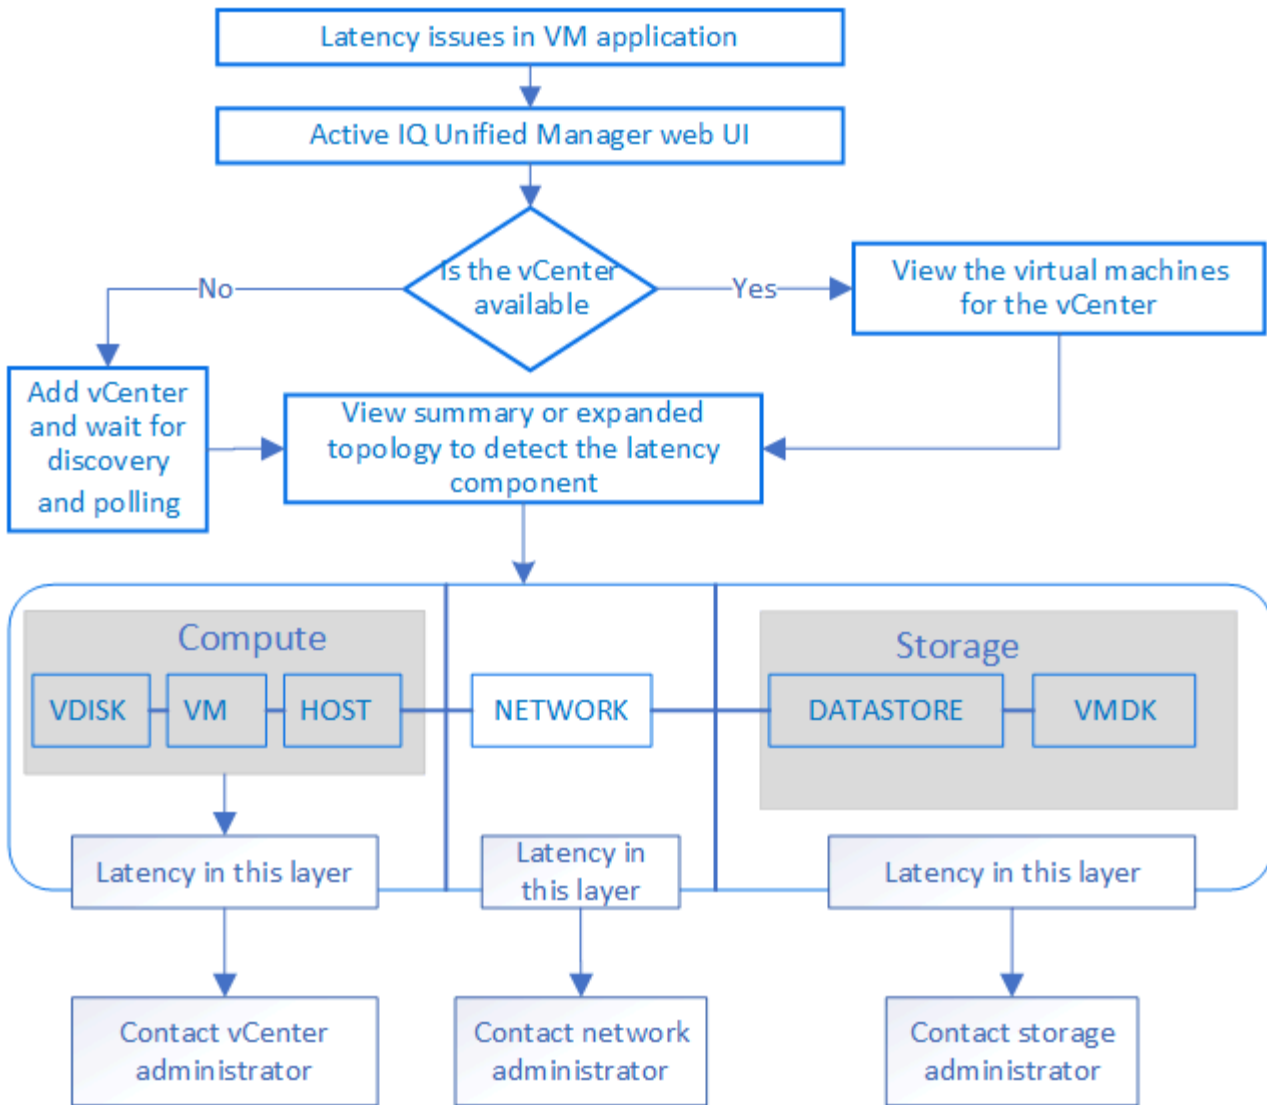 Latency issues in VM application
Active IQ Unified Manager web UI
Is the vCenter
available
No
Yes
View the virtual machines
for the vCenter
Add vCenter
and wait for
discovery
and polling
View summary or expanded
topology to detect the latency
component
Compute
VDISK
VM
HOST
NETWORK
Storage
DATASTORE
VMDK
Latency in this layer
Latency in
this layer
Latency in this layer
Contact vCenter
administrator
Contact network
administrator
Contact storage
administrator